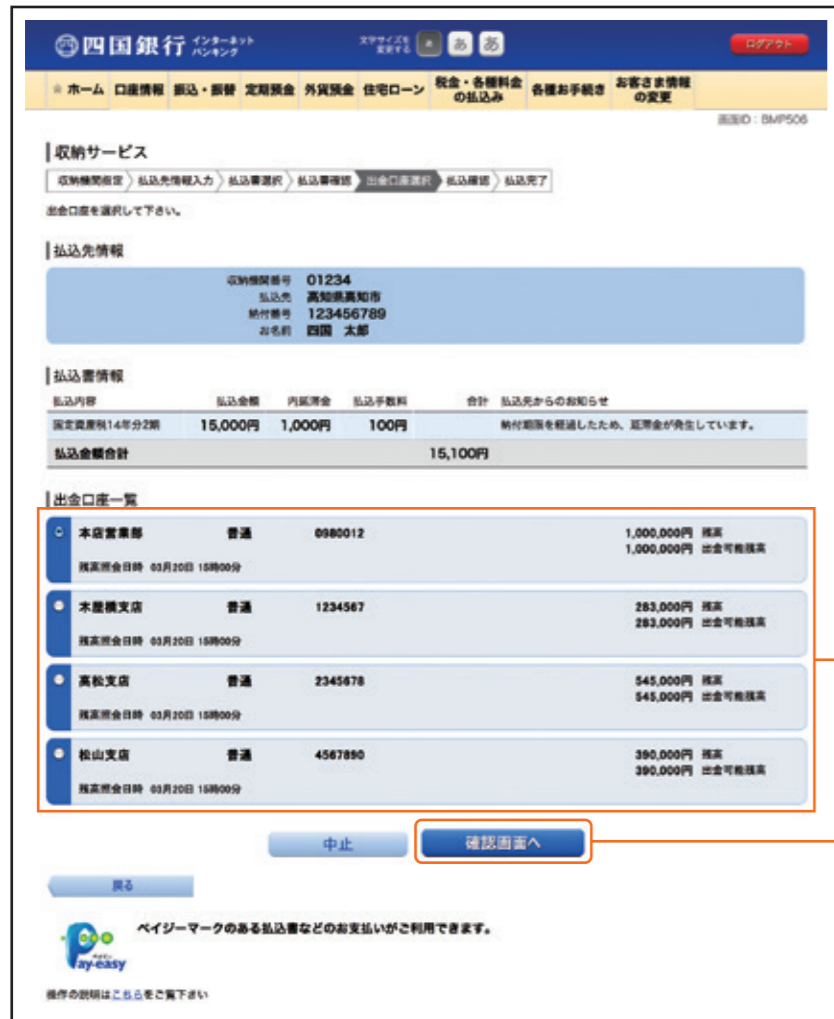 四国銀行 インターネットバンキング 文字サイズを変更する あ あ あ ログアウト
ホーム 口座情報 振込・振替 定期預金 外貨預金 住宅ローン 税金・各種料金の払込み 各種お手続き お客さま情報の変更
画面ID：BMP506
収納サービス
収納機関指定 払込先情報入力 払込書選択 払込書確認 出金口座選択 払込確認 払込完了
出金口座を選択して下さい。
払込先情報
収納機関番号 01234
払込先 高知県高知市
納付番号 123456789
お名前 四国 太郎
払込書情報
払込内容 払込金額 内延滞金 払込手数料 合計 払込先からのお知らせ
固定資産税14年分2期 15,000円 1,000円 100円 納付期限を経過したため、延滞金が発生しています。
払込金額合計 15,100円
出金口座一覧
本店営業部 普通 0980012 1,000,000円 残高
1,000,000円 出金可能残高
残高照会日時 03月20日 15時00分
木屋橋支店 普通 1234567 283,000円 残高
283,000円 出金可能残高
残高照会日時 03月20日 15時00分
高松支店 普通 2345678 545,000円 残高
545,000円 出金可能残高
残高照会日時 03月20日 15時00分
松山支店 普通 4567890 390,000円 残高
390,000円 出金可能残高
残高照会日時 03月20日 15時00分
中止 確認画面へ
戻る
ペイジーマークのある払込書などのお支払いがご利用できます。
ペイジー
Pay-easy
操作の説明はこちらをご覧下さい